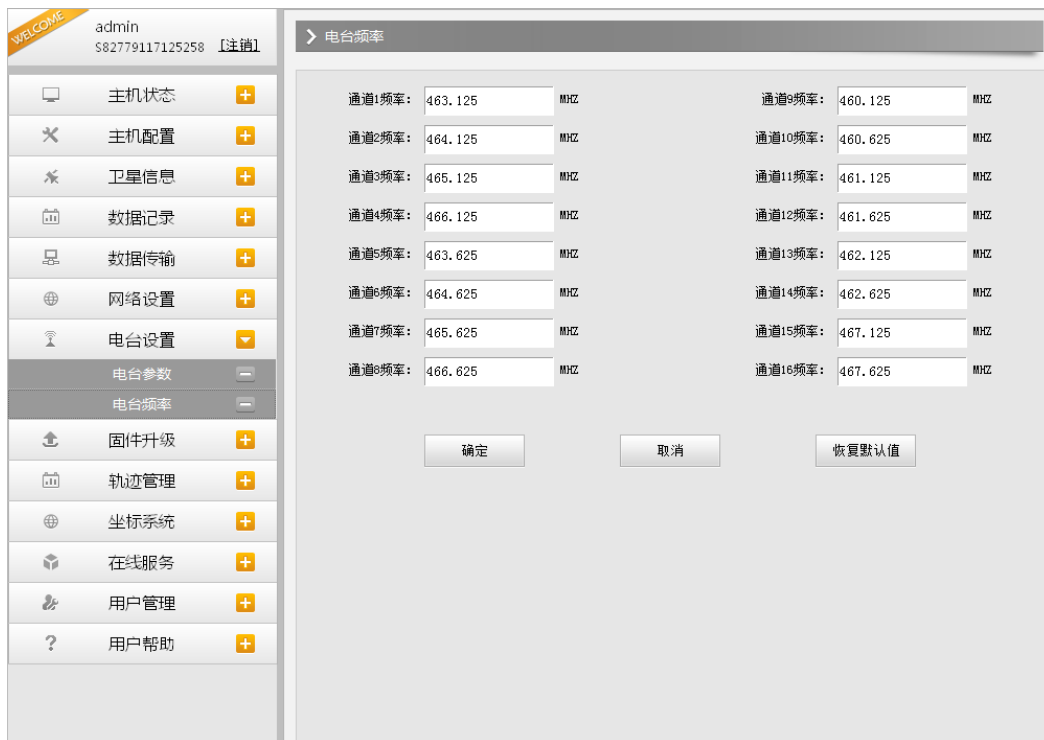 WELCOME
admin
S82779117125258 [注销]
主机状态
主机配置
卫星信息
数据记录
数据传输
网络设置
电台设置
电台参数
电台频率
固件升级
轨迹管理
坐标系统
在线服务
用户管理
用户帮助
电台频率
通道1频率: 463.125 MHZ 通道9频率: 460.125 MHZ
通道2频率: 464.125 MHZ 通道10频率: 460.625 MHZ
通道3频率: 465.125 MHZ 通道11频率: 461.125 MHZ
通道4频率: 466.125 MHZ 通道12频率: 461.625 MHZ
通道5频率: 463.625 MHZ 通道13频率: 462.125 MHZ
通道6频率: 464.625 MHZ 通道14频率: 462.625 MHZ
通道7频率: 465.625 MHZ 通道15频率: 467.125 MHZ
通道8频率: 466.625 MHZ 通道16频率: 467.625 MHZ
确定 取消 恢复默认值